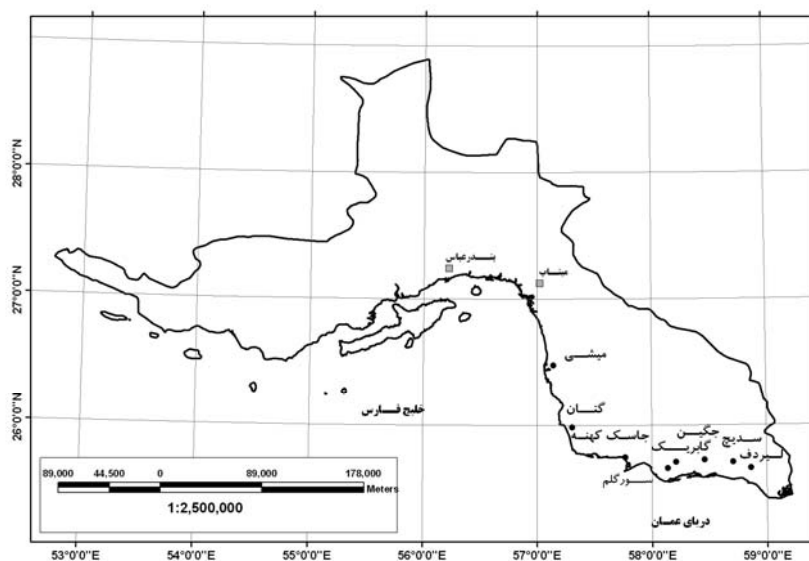 28°0'0"N
27°0'0"N
26°0'0"N
بندرعباس
میناب
میشی
خلیج فارس
گتان
جاسک کهنه
جگین
سدیچ
گابریک
لیردف
سورگلم
دریای عمان
89,000 44,500 0 89,000 178,000
Meters
1:2,500,000
53°0'0"E 54°0'0"E 55°0'0"E 56°0'0"E 57°0'0"E 58°0'0"E 59°0'0"E